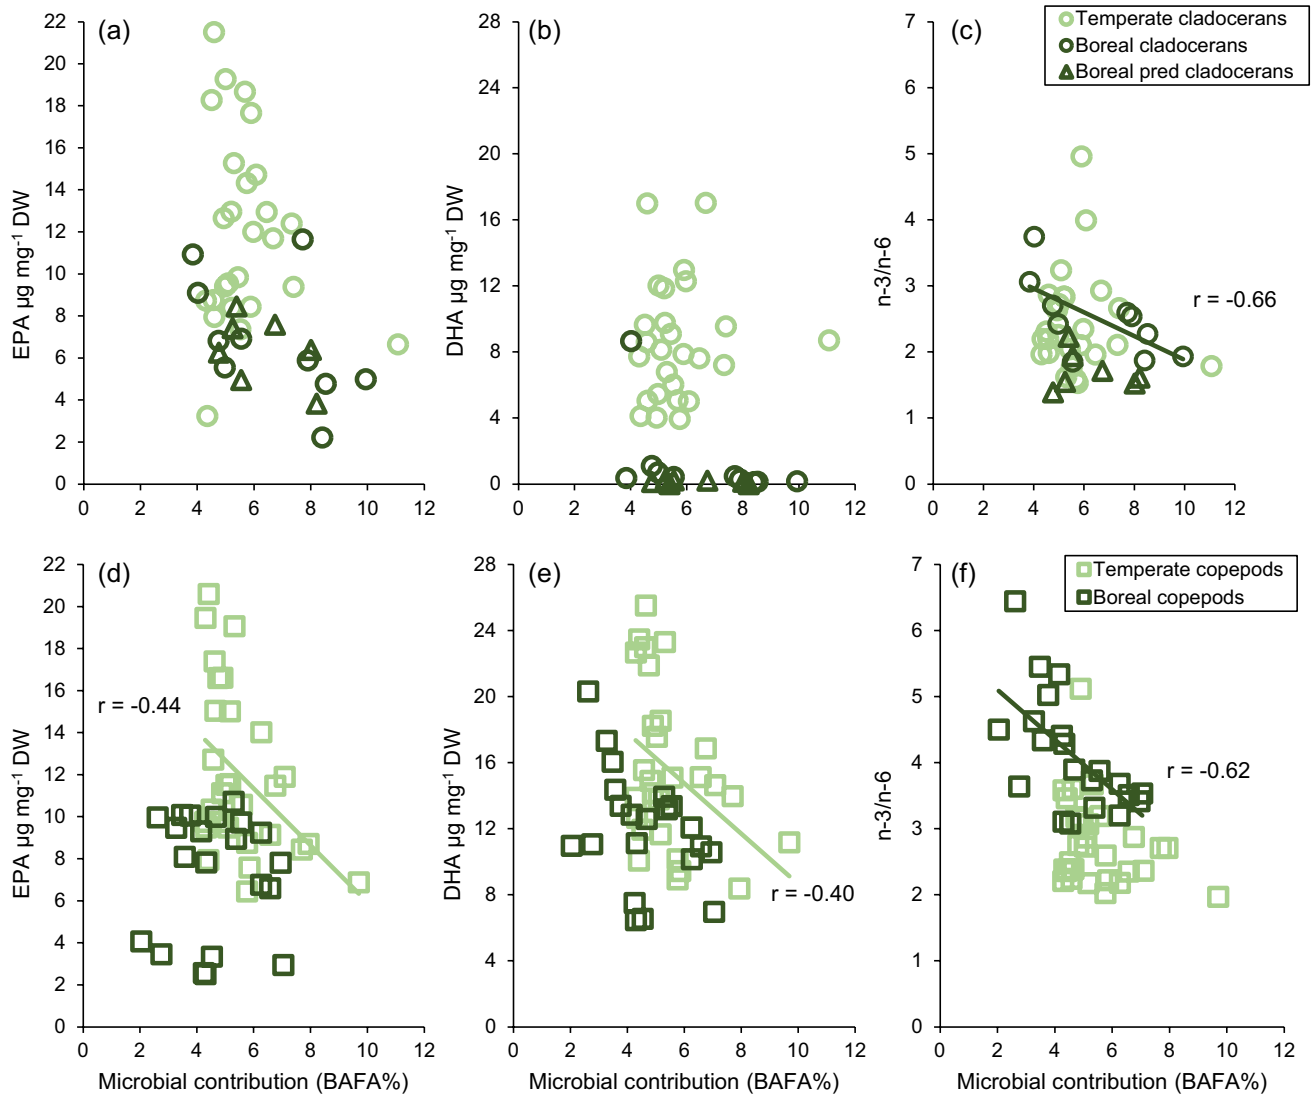 (a)
EPA µg mg⁻¹ DW
22
20
18
16
14
12
10
8
6
4
2
0
0 2 4 6 8 10 12
(b)
DHA µg mg⁻¹ DW
28
24
20
16
12
8
4
0
0 2 4 6 8 10 12
(c)
n-3/n-6
7
6
5
4
3
2
1
0
0 2 4 6 8 10 12
Temperate cladocerans
Boreal cladocerans
Boreal pred cladocerans
r = -0.66
(d)
EPA µg mg⁻¹ DW
22
20
18
16
14
12
10
8
6
4
2
0
0 2 4 6 8 10 12
r = -0.44
Microbial contribution (BAFA%)
(e)
DHA µg mg⁻¹ DW
28
24
20
16
12
8
4
0
0 2 4 6 8 10 12
r = -0.40
Microbial contribution (BAFA%)
(f)
n-3/n-6
7
6
5
4
3
2
1
0
0 2 4 6 8 10 12
Temperate copepods
Boreal copepods
r = -0.62
Microbial contribution (BAFA%)